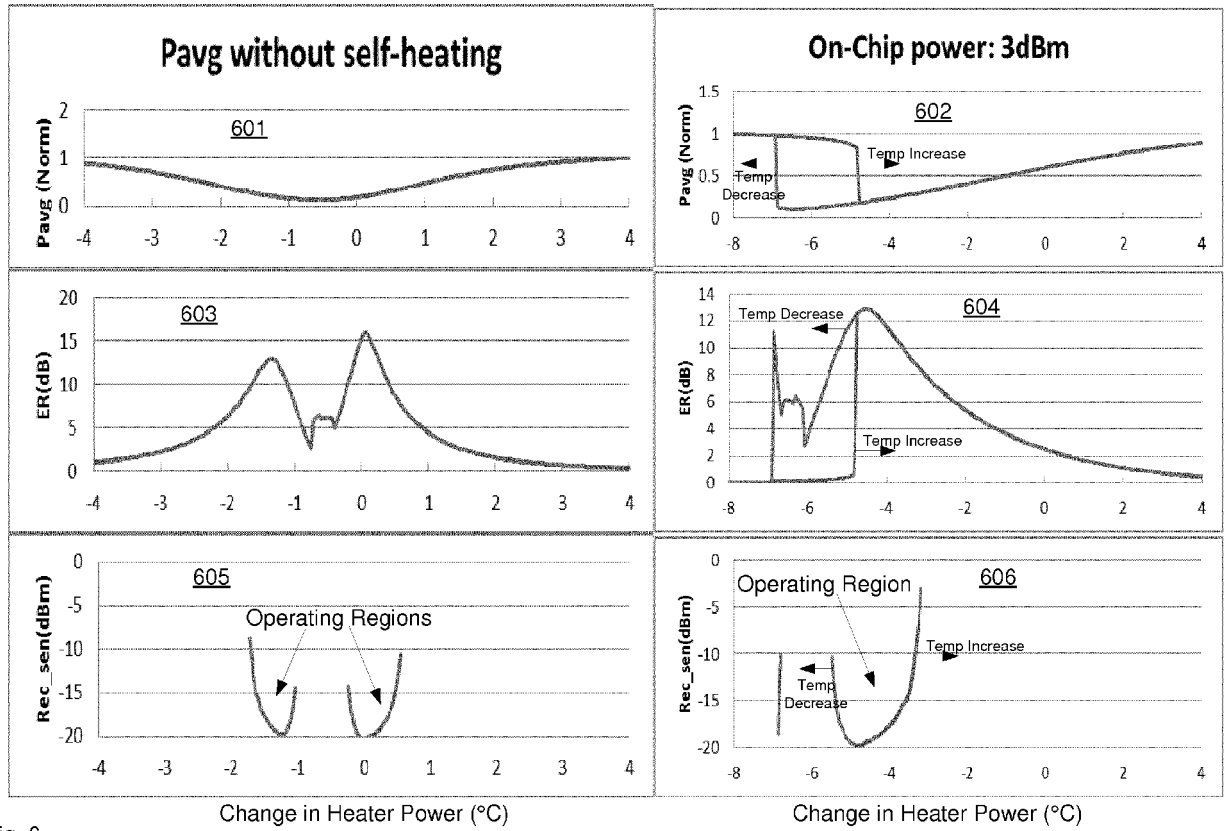 Pavg without self-heating
Pavg (Norm)
2
1
0
601
-4 -3 -2 -1 0 1 2 3 4
On-Chip power: 3dBm
Pavg (Norm)
1.5
1
0.5
0
602
Temp Increase
Temp
Decrease
-8 -6 -4 -2 0 2 4
ER(dB)
20
15
10
5
0
603
-4 -3 -2 -1 0 1 2 3 4
ER(dB)
14
12
10
8
6
4
2
0
604
Temp Decrease
Temp Increase
-8 -6 -4 -2 0 2 4
Rec_sen(dBm)
0
-5
-10
-15
-20
605
Operating Regions
-4 -3 -2 -1 0 1 2 3 4
Change in Heater Power (°C)
Rec_sen(dBm)
0
-5
-10
-15
-20
606
Operating Region
Temp Increase
Temp
Decrease
-8 -6 -4 -2 0 2 4
Change in Heater Power (°C)